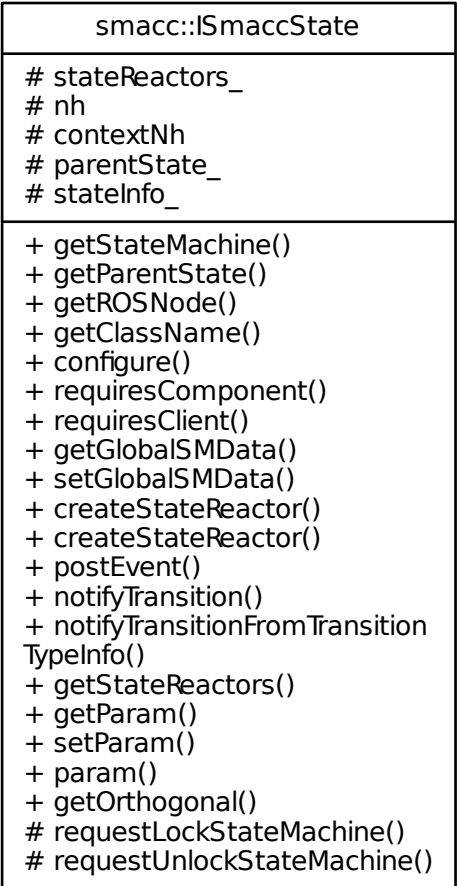 smacc::ISmaccState
# stateReactors_
# nh
# contextNh
# parentState_
# stateInfo_
+ getStateMachine()
+ getParentState()
+ getROSNode()
+ getClassName()
+ configure()
+ requiresComponent()
+ requiresClient()
+ getGlobalSMData()
+ setGlobalSMData()
+ createStateReactor()
+ createStateReactor()
+ postEvent()
+ notifyTransition()
+ notifyTransitionFromTransition
TypeInfo()
+ getStateReactors()
+ getParam()
+ setParam()
+ param()
+ getOrthogonal()
# requestLockStateMachine()
# requestUnlockStateMachine()